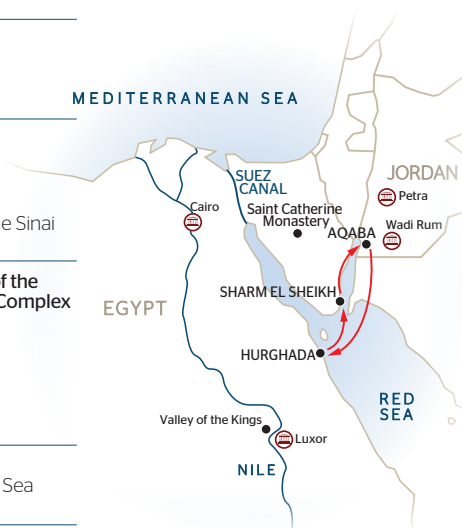 MEDITERRANEAN SEA
SUEZ
CANAL
JORDAN
Petra
Cairo
Saint Catherine
Monastery
Wadi Rum
e Sinai
AQABA
f the
Complex
SHARM EL SHEIKH
EGYPT
HURGHADA
RED
SEA
Valley of the Kings
Luxor
NILE
Sea